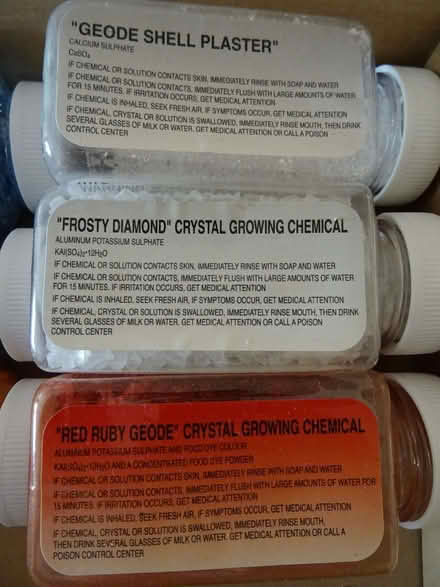 "GEODE SHELL PLASTER"
CALCIUM SULPHATE
CaSO₄
IF CHEMICAL OR SOLUTION CONTACTS SKIN, IMMEDIATELY RINSE WITH SOAP AND WATER
IF CHEMICAL OR SOLUTION CONTACTS, IMMEDIATELY FLUSH WITH LARGE AMOUNTS OF WATER
FOR 15 MINUTES. IF IRRITATION OCCURS, GET MEDICAL ATTENTION
IF CHEMICAL IS INHALED, SEEK FRESH AIR, IF SYMPTOMS OCCUR, GET MEDICAL ATTENTION
IF CHEMICAL, CRYSTAL OR SOLUTION IS SWALLOWED, IMMEDIATELY RINSE MOUTH, THEN DRINK
SEVERAL GLASSES OF MILK OR WATER. GET MEDICAL ATTENTION OR CALL A POISON
CONTROL CENTER
WARNING
"FROSTY DIAMOND" CRYSTAL GROWING CHEMICAL
ALUMINUM POTASSIUM SULPHATE
KAl(SO₄)₂•12H₂O
IF CHEMICAL OR SOLUTION CONTACTS SKIN, IMMEDIATELY RINSE WITH SOAP AND WATER
IF CHEMICAL OR SOLUTION CONTACTS, IMMEDIATELY FLUSH WITH LARGE AMOUNTS OF WATER
FOR 15 MINUTES. IF IRRITATION OCCURS, GET MEDICAL ATTENTION
IF CHEMICAL IS INHALED, SEEK FRESH AIR, IF SYMPTOMS OCCUR, GET MEDICAL ATTENTION
IF CHEMICAL, CRYSTAL OR SOLUTION IS SWALLOWED, IMMEDIATELY RINSE MOUTH, THEN DRINK
SEVERAL GLASSES OF MILK OR WATER. GET MEDICAL ATTENTION OR CALL A POISON
CONTROL CENTER
"RED RUBY GEODE" CRYSTAL GROWING CHEMICAL
ALUMINUM POTASSIUM SULPHATE AND FOOD DYE COLOUR
KAl(SO₄)₂•12H₂O AND A CONCENTRATED FOOD DYE POWDER
IF CHEMICAL OR SOLUTION CONTACTS SKIN, IMMEDIATELY RINSE WITH SOAP AND WATER
IF CHEMICAL OR SOLUTION CONTACTS, IMMEDIATELY FLUSH WITH LARGE AMOUNTS OF WATER FOR
15 MINUTES. IF IRRITATION OCCURS, GET MEDICAL ATTENTION
IF CHEMICAL IS INHALED, SEEK FRESH AIR, IF SYMPTOMS OCCUR, GET MEDICAL ATTENTION
IF CHEMICAL, CRYSTAL OR SOLUTION IS SWALLOWED, IMMEDIATELY RINSE MOUTH,
THEN DRINK SEVERAL GLASSES OF MILK OR WATER. GET MEDICAL ATTENTION OR CALL A
POISON CONTROL CENTER